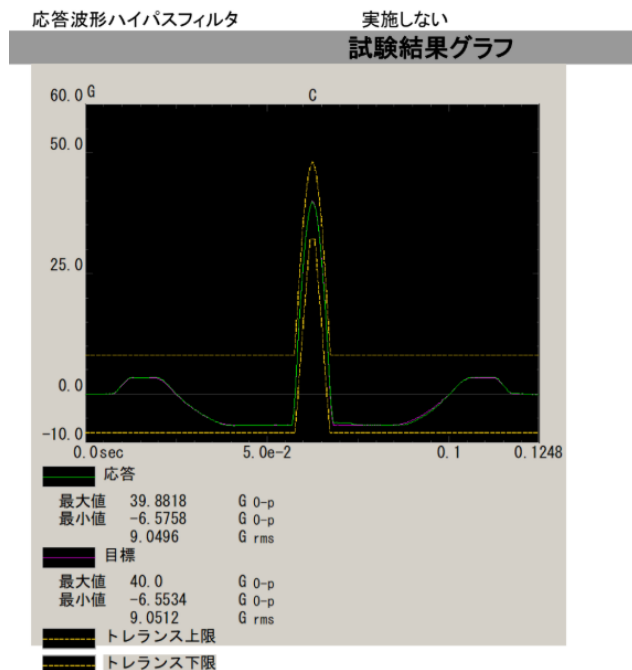 応答波形ハイパスフィルタ 実施しない
試験結果グラフ
60.0 G C
50.0
25.0
0.0
-10.0
0.0sec 5.0e-2 0.1 0.1248
応答
最大値 39.8818 G 0-p
最小値 -6.5758 G 0-p
9.0496 G rms
目標
最大値 40.0 G 0-p
最小値 -6.5534 G 0-p
9.0512 G rms
トレランス上限
トレランス下限